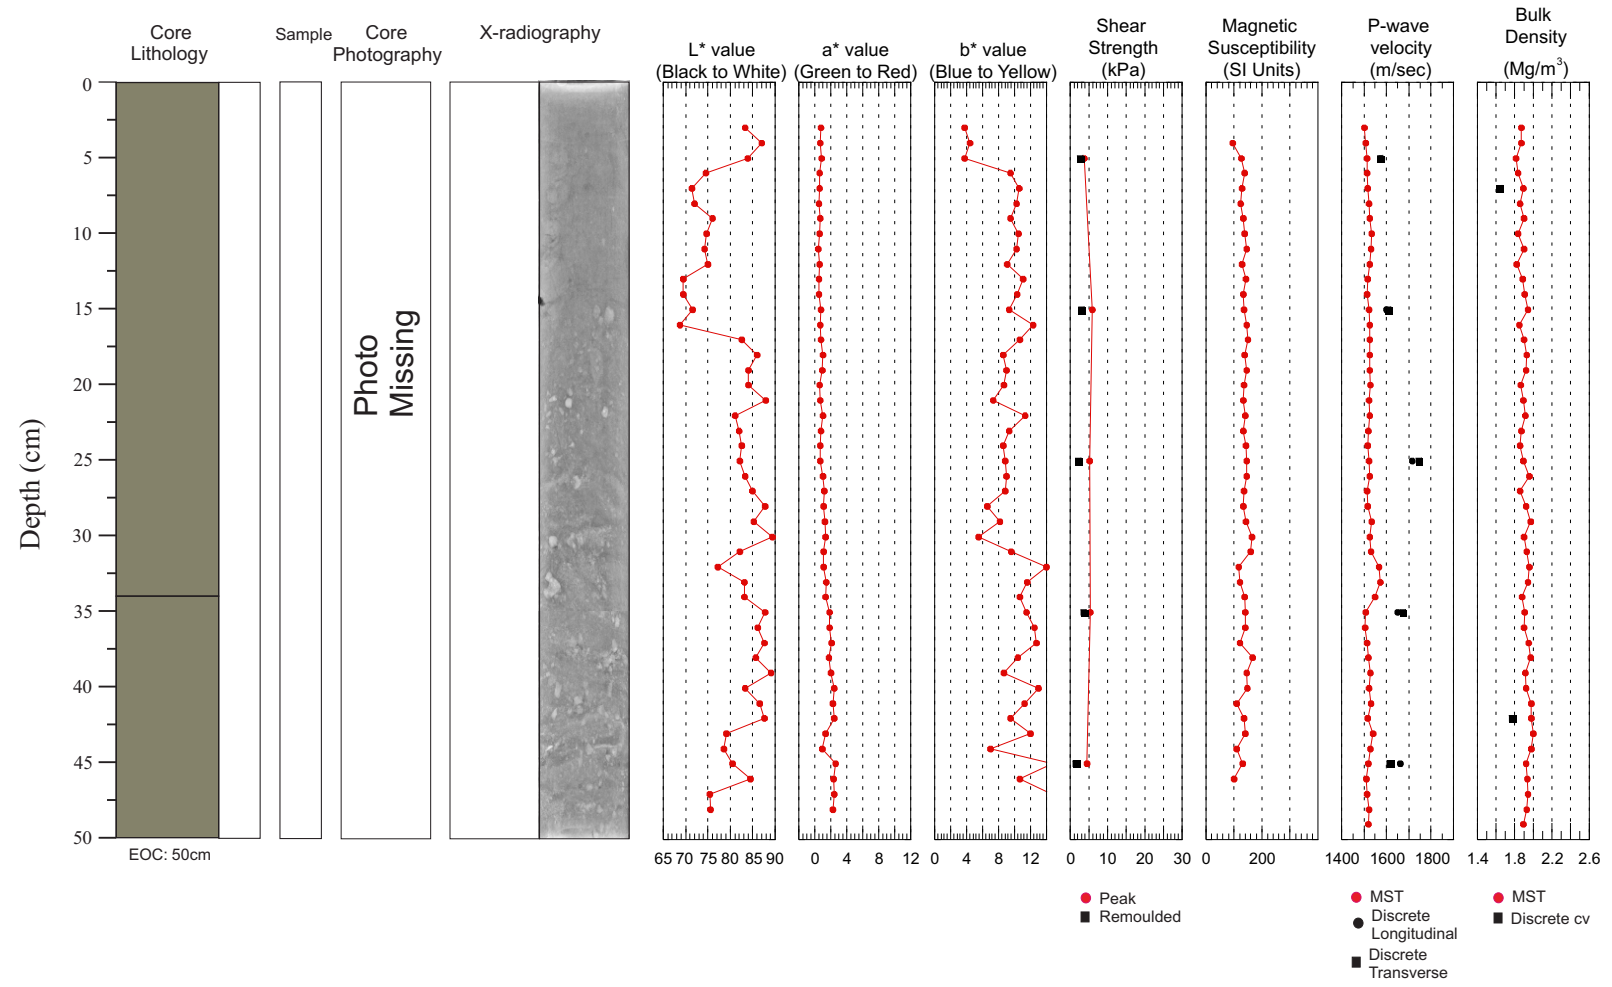 Core
Lithology
Sample
Core
Photography
X-radiography
L* value
(Black to White)
a* value
(Green to Red)
b* value
(Blue to Yellow)
Shear
Strength
(kPa)
Magnetic
Susceptibility
(SI Units)
P-wave
velocity
(m/sec)
Bulk
Density
(Mg/m³)
Depth (cm)
0
5
10
15
20
25
30
35
40
45
50
Photo
Missing
EOC: 50cm
65 70 75 80 85 90
0 4 8 12
0 4 8 12
0 10 20 30
0 200
1400 1600 1800
1.4 1.8 2.2 2.6
Peak
Remoulded
MST
Discrete
Longitudinal
Discrete
Transverse
MST
Discrete cv